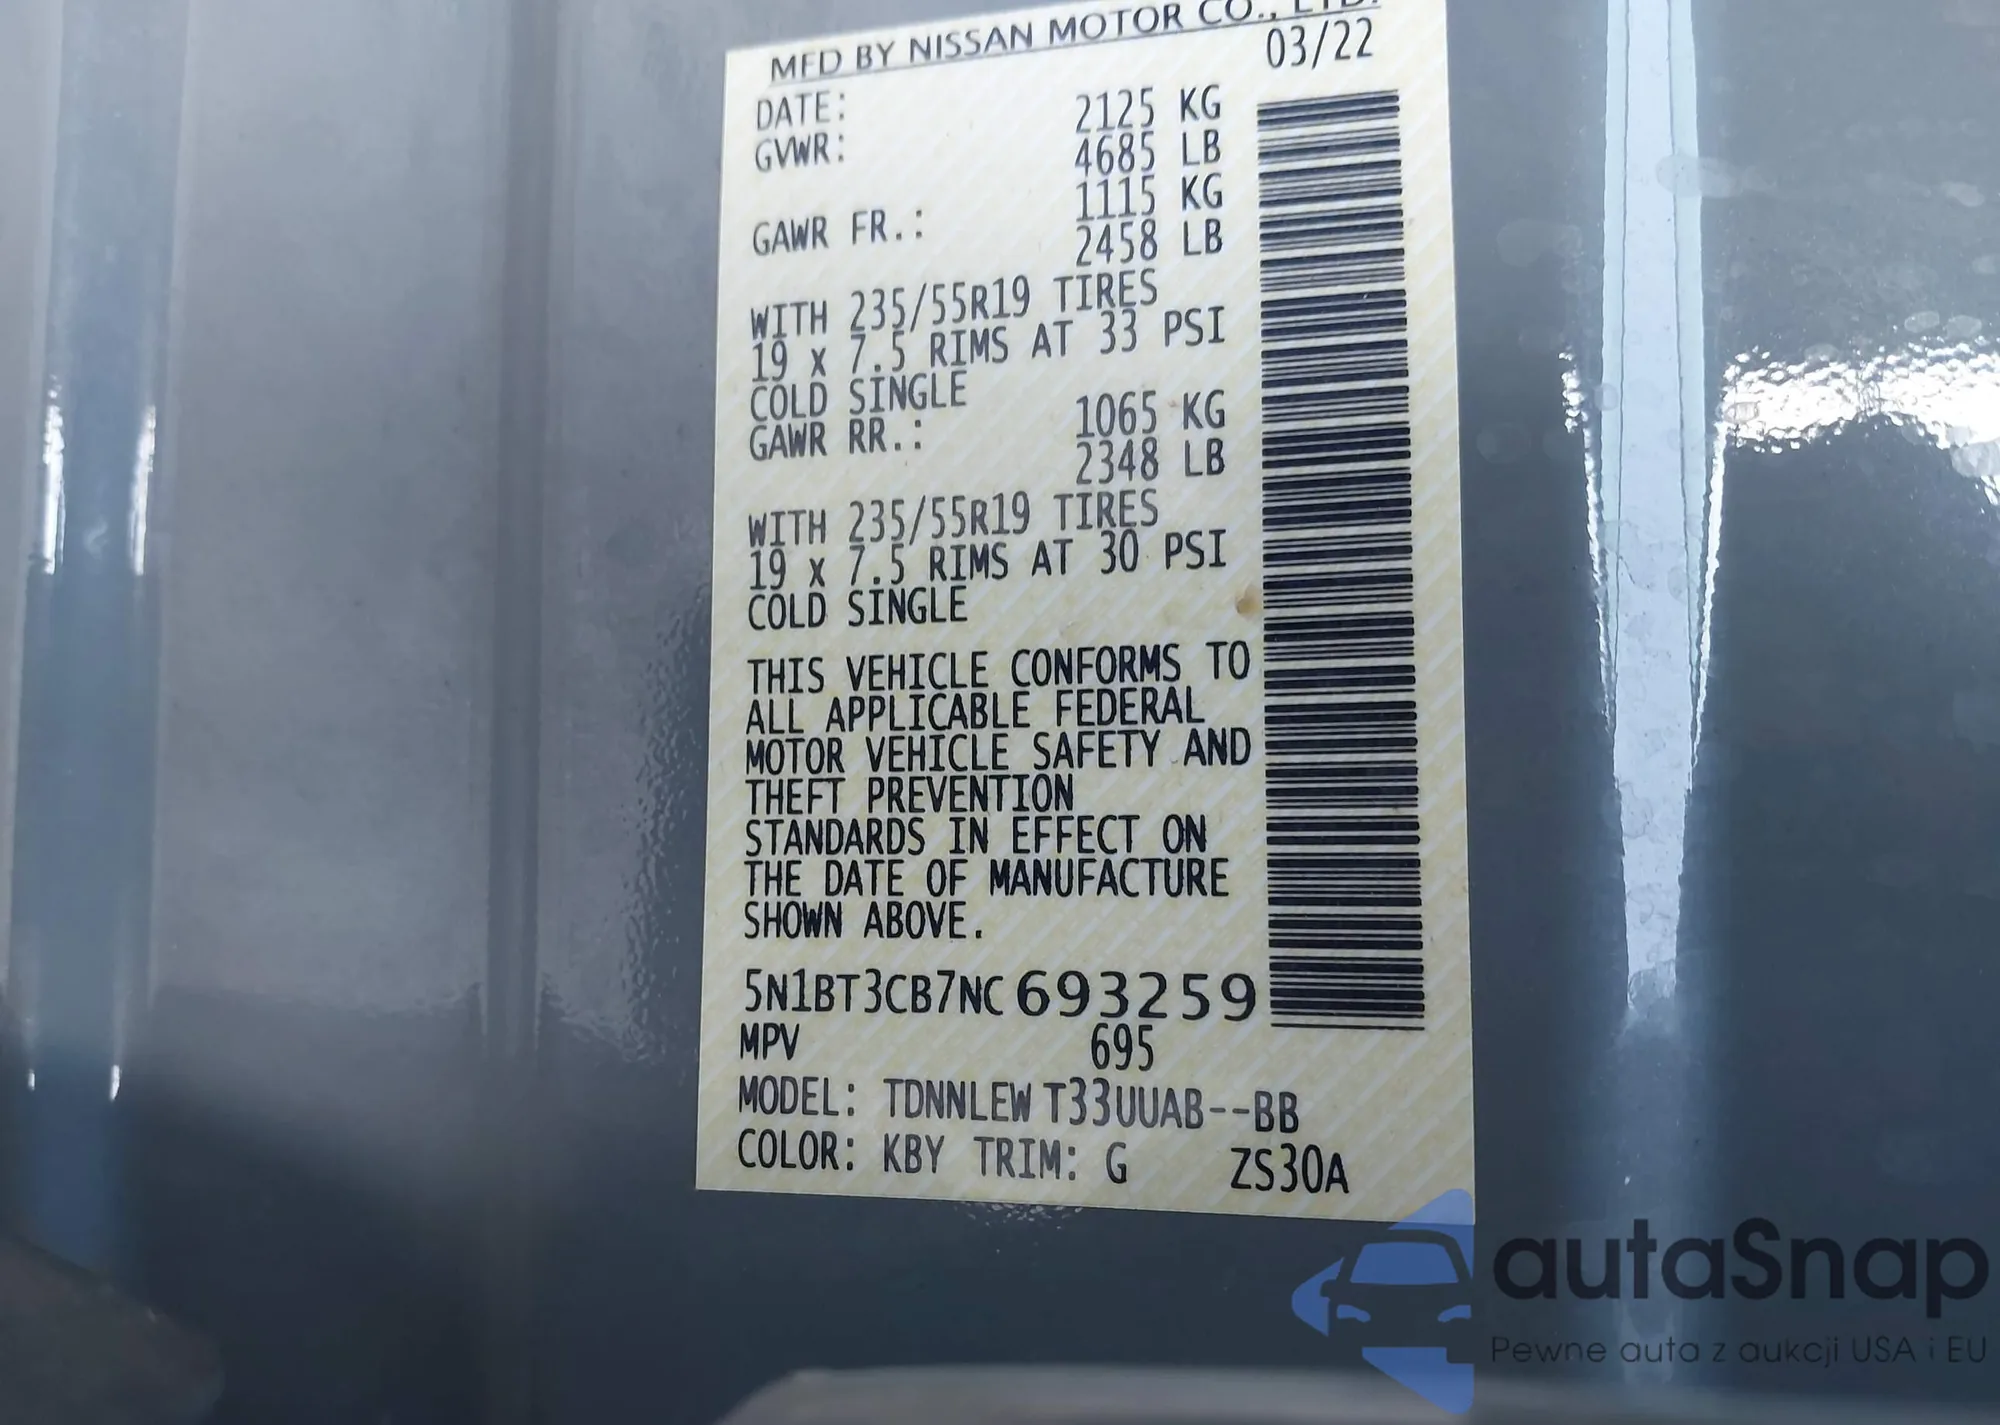 MFD BY NISSAN MOTOR CO., LTD.
DATE: 03/22
GVWR: 2125 KG
4685 LB
GAWR FR.: 1115 KG
2458 LB
WITH 235/55R19 TIRES
19 x 7.5 RIMS AT 33 PSI
COLD SINGLE
GAWR RR.: 1065 KG
2348 LB
WITH 235/55R19 TIRES
19 x 7.5 RIMS AT 30 PSI
COLD SINGLE
THIS VEHICLE CONFORMS TO
ALL APPLICABLE FEDERAL
MOTOR VEHICLE SAFETY AND
THEFT PREVENTION
STANDARDS IN EFFECT ON
THE DATE OF MANUFACTURE
SHOWN ABOVE.
5N1BT3CB7NC693259
MPV 695
MODEL: TDNNLEW T33UUAB--BB
COLOR: KBY TRIM: G ZS30A
autaSnap
Pewne auta z aukcji USA i EU